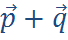 p⃗ + q⃗